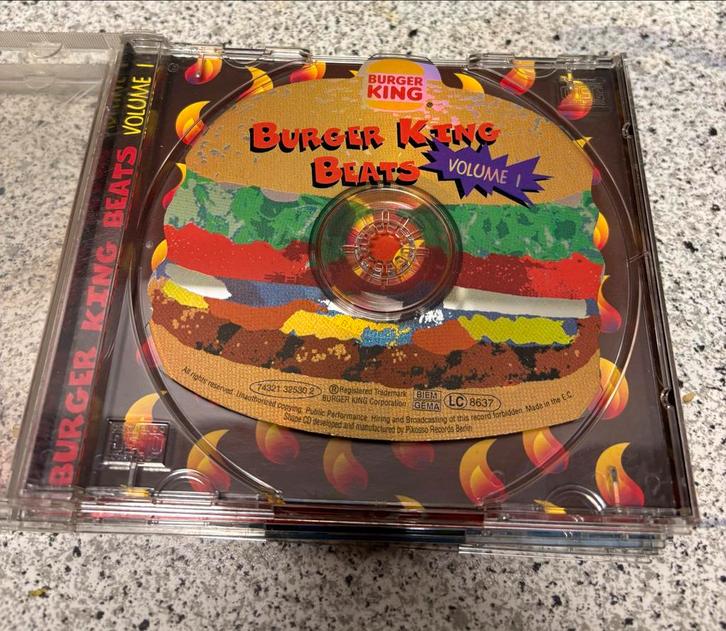 BURGER KING BEATS VOLUME 1
BURGER
KING
BURGER KING
BEATS
VOLUME 1
74321 32530 2
®Registered Trademark
BURGER KING Corporation
BIEM
GEMA
LC 8637
All rights reserved. Unauthorized copying, Public Performance, Hiring and Broadcasting of this record forbidden. Made in the E.C.
Shape CD developed and manufactured by Pikosso Records Berlin